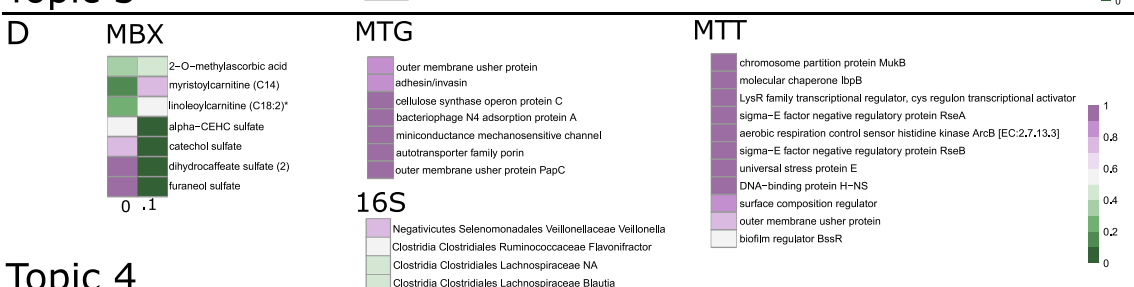 D
MBX
2-O-methylascorbic acid
myristoylcarnitine (C14)
linoleoylcarnitine (C18:2)*
alpha-CEHC sulfate
catechol sulfate
dihydrocaffeate sulfate (2)
furaneol sulfate
0 .1
MTG
outer membrane usher protein
adhesin/invasin
cellulose synthase operon protein C
bacteriophage N4 adsorption protein A
miniconductance mechanosensitive channel
autotransporter family porin
outer membrane usher protein PapC
16S
Negativicutes Selenomonadales Veillonellaceae Veillonella
Clostridia Clostridiales Ruminococcaceae Flavonifractor
Clostridia Clostridiales Lachnospiraceae NA
Clostridia Clostridiales Lachnospiraceae Blautia
MTT
chromosome partition protein MukB
molecular chaperone IbpB
LysR family transcriptional regulator, cys regulon transcriptional activator
sigma-E factor negative regulatory protein RseA
aerobic respiration control sensor histidine kinase ArcB [EC:2.7.13.3]
sigma-E factor negative regulatory protein RseB
universal stress protein E
DNA-binding protein H-NS
surface composition regulator
outer membrane usher protein
biofilm regulator BssR
0
1
0.8
0.6
0.4
0.2
0
Topic 4